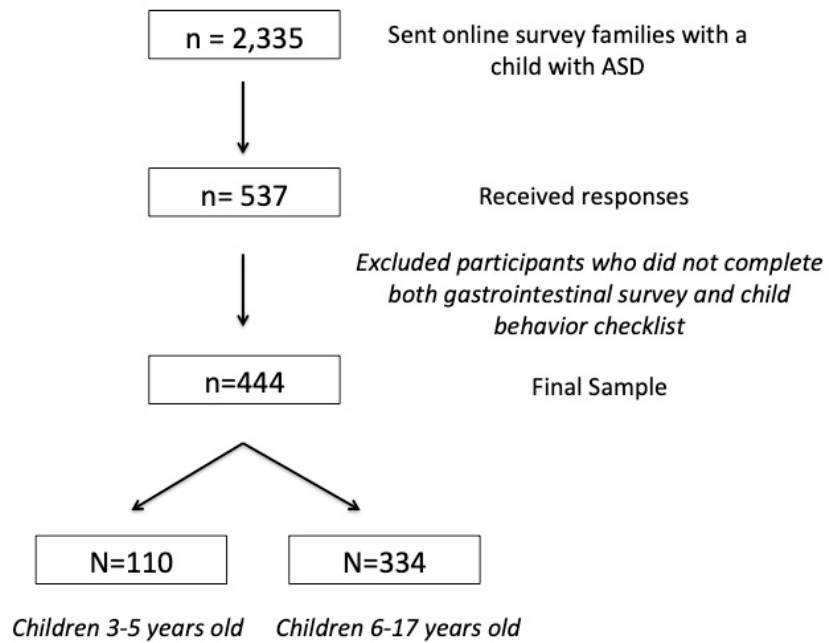 n = 2,335
Sent online survey families with a
child with ASD
n= 537
Received responses
Excluded participants who did not complete
both gastrointestinal survey and child
behavior checklist
n=444
Final Sample
N=110
N=334
Children 3-5 years old
Children 6-17 years old